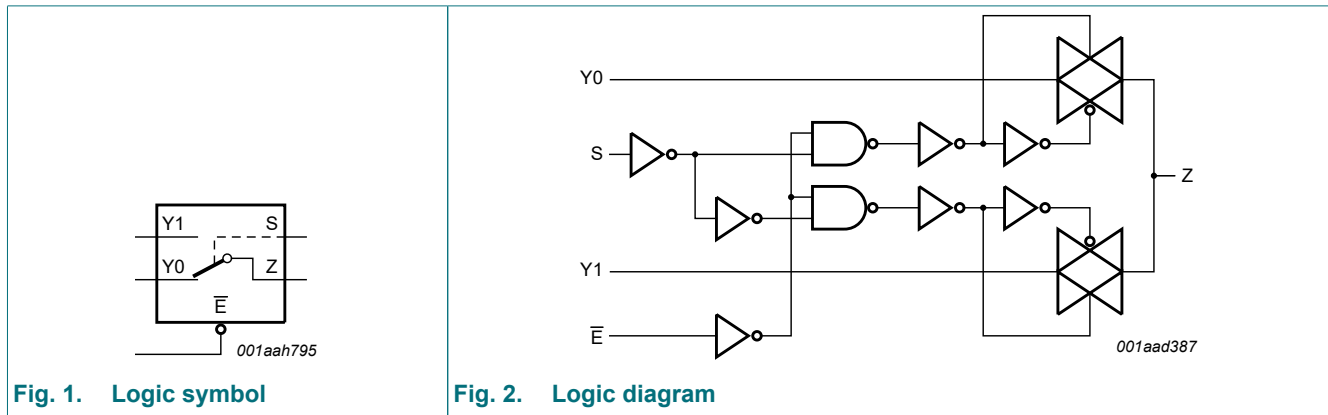 Y1 S
Y0 Z
E̅
001aah795
Fig. 1. Logic symbol
Y0
S
Z
Y1
E̅
001aad387
Fig. 2. Logic diagram